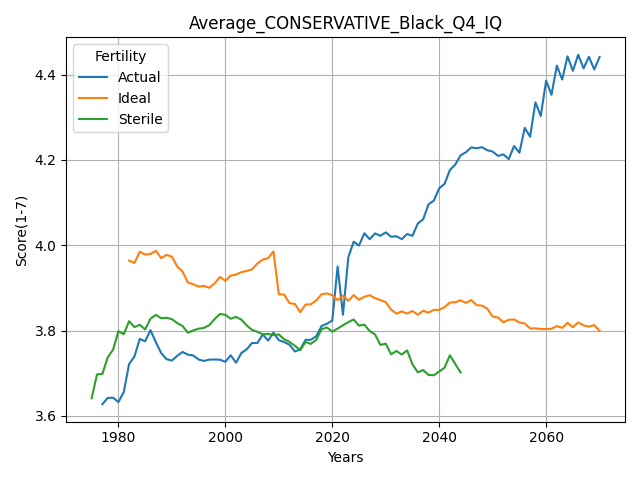 Average_CONSERVATIVE_Black_Q4_IQ
Fertility
Actual
Ideal
Sterile
4.4
4.2
4.0
3.8
3.6
Score(1-7)
1980 2000 2020 2040 2060
Years